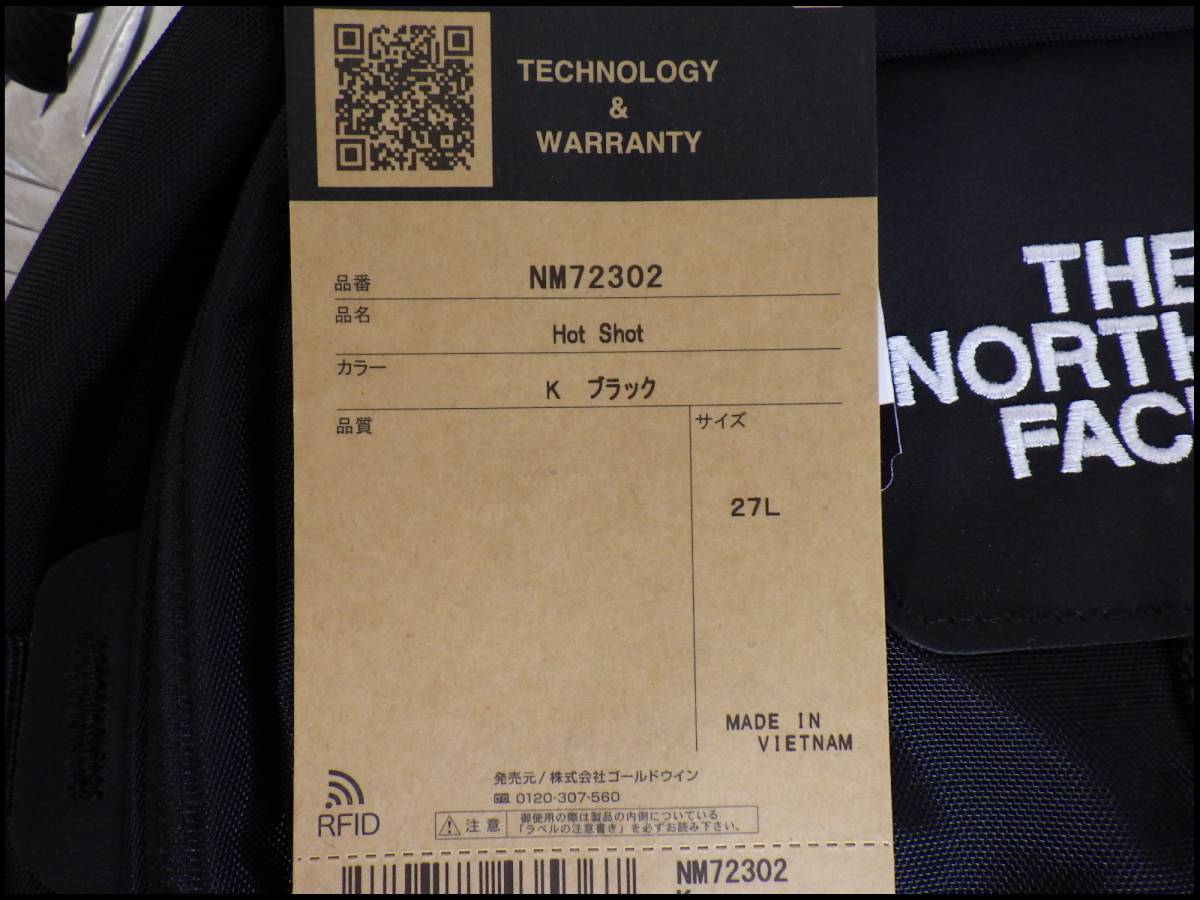 TECHNOLOGY
&
WARRANTY
品番 NM72302
品名
Hot Shot
カラー
K ブラック
品質
サイズ
27L
MADE IN
VIETNAM
発売元/株式会社ゴールドウイン
0120-307-560
RFID
注意
御使用の際は製品の内側についている
「ラベルの注意書き」を必ずお読み下さい。
NM72302
THE
NORTH
FAC